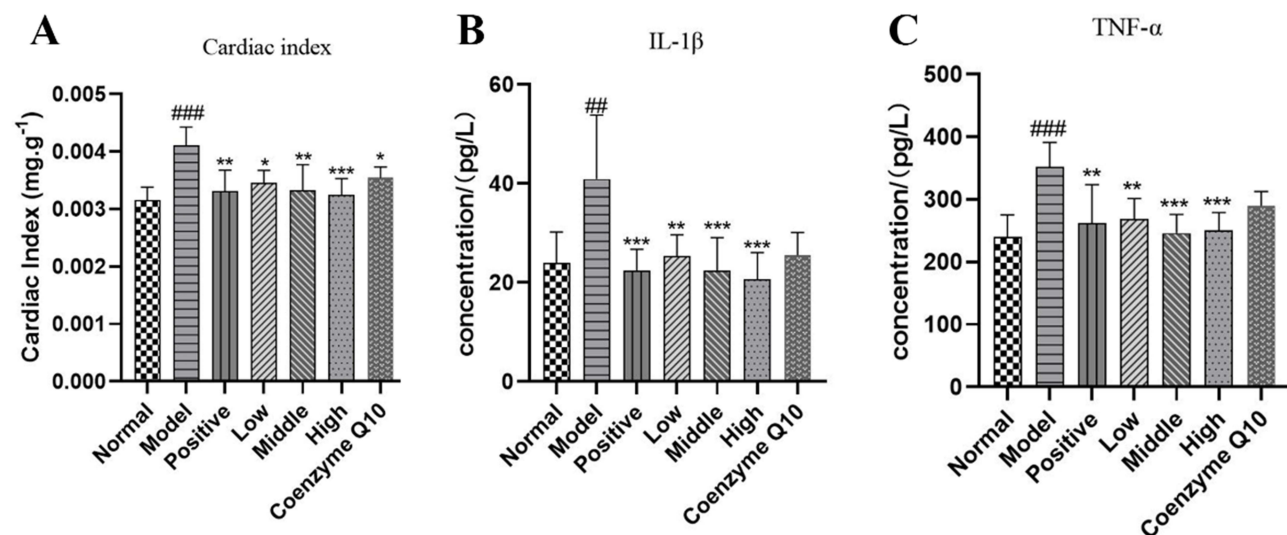 A
Cardiac index
Cardiac Index (mg.g⁻¹)
0.005
0.004
0.003
0.002
0.001
0.000
###
**
*
**
***
*
Normal
Model
Positive
Low
Middle
High
Coenzyme Q10
B
IL-1β
concentration/(pg/L)
60
40
20
0
##
***
**
***
***
Normal
Model
Positive
Low
Middle
High
Coenzyme Q10
C
TNF-α
concentration/(pg/L)
500
400
300
200
100
0
###
**
**
***
***
Normal
Model
Positive
Low
Middle
High
Coenzyme Q10